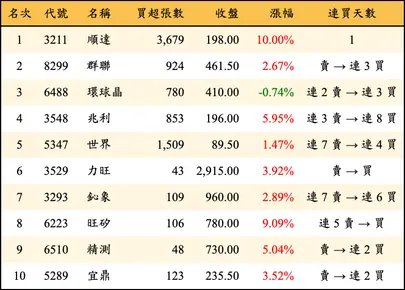 名次 代號 名稱 買超張數 收盤 漲幅 連買天數
1 3211 順達 3,679 198.00 10.00% 1
2 8299 群聯 924 461.50 2.67% 賣→連 3 買
3 6488 環球晶 780 410.00 -0.74% 連 2 賣→連 3 買
4 3548 兆利 853 196.00 5.95% 連 3 賣→連 8 買
5 5347 世界 1,509 89.50 1.47% 連 7 賣→連 4 買
6 3529 力旺 43 2,915.00 3.92% 賣→買
7 3293 鈊象 109 960.00 2.89% 連 7 賣→連 6 買
8 6223 旺矽 106 780.00 9.09% 連 5 賣→買
9 6510 精測 48 730.00 5.04% 賣→連 2 買
10 5289 宜鼎 123 235.50 3.52% 賣→連 2 買